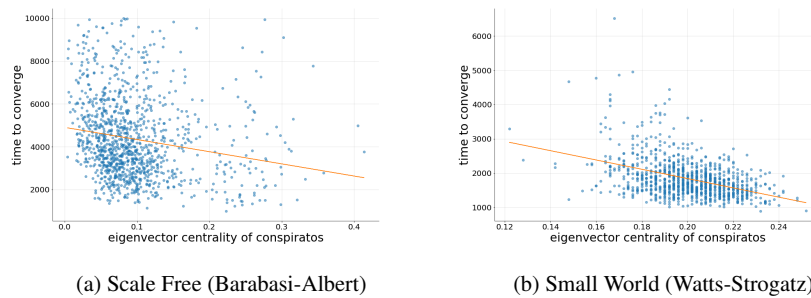 10000
8000
6000
4000
2000
time to converge
0.0 0.1 0.2 0.3 0.4
eigenvector centrality of conspiratos
(a) Scale Free (Barabasi-Albert)
6000
5000
4000
3000
2000
1000
time to converge
0.12 0.14 0.16 0.18 0.20 0.22 0.24
eigenvector centrality of conspiratos
(b) Small World (Watts-Strogatz)